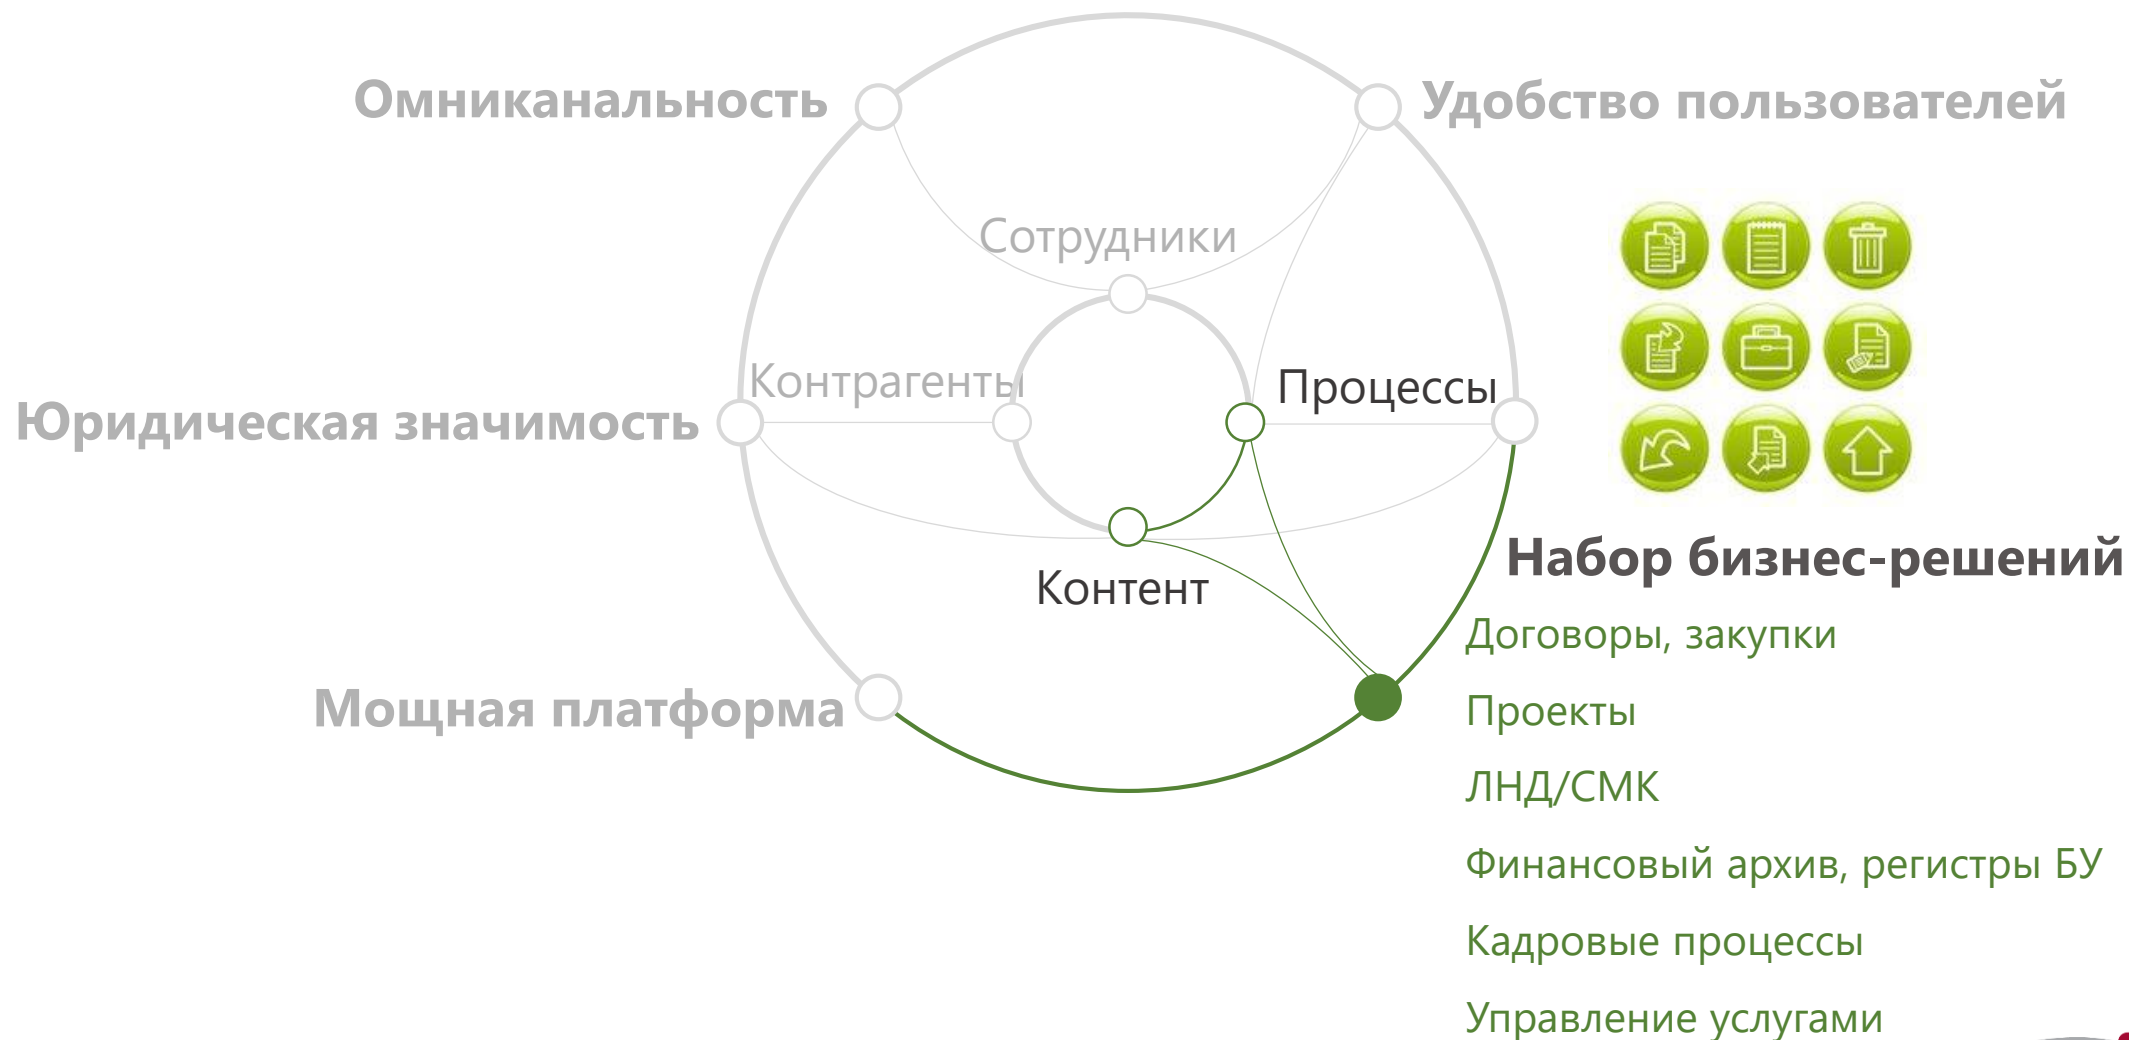 Омниканальность
Удобство пользователей
Сотрудники
Контрагенты
Процессы
Юридическая значимость
Набор бизнес-решений
Контент
Договоры, закупки
Мощная платформа
Проекты
ЛНД/СМК
Финансовый архив, регистры БУ
Кадровые процессы
Управление услугами